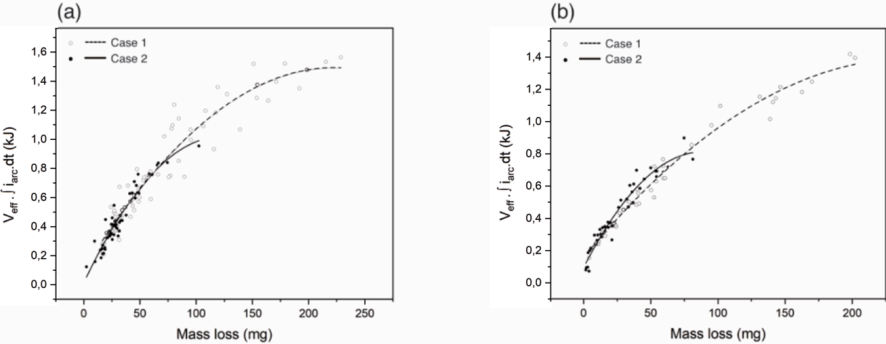 (a)
Case 1
Case 2
1,6
1,4
1,2
1,0
0,8
0,6
0,4
0,2
0,0
V_eff . ∫ i_arc.dt (kJ)
0 50 100 150 200 250
Mass loss (mg)
(b)
Case 1
Case 2
1,4
1,2
1,0
0,8
0,6
0,4
0,2
0,0
V_eff . ∫ i_arc.dt (kJ)
0 50 100 150 200
Mass loss (mg)